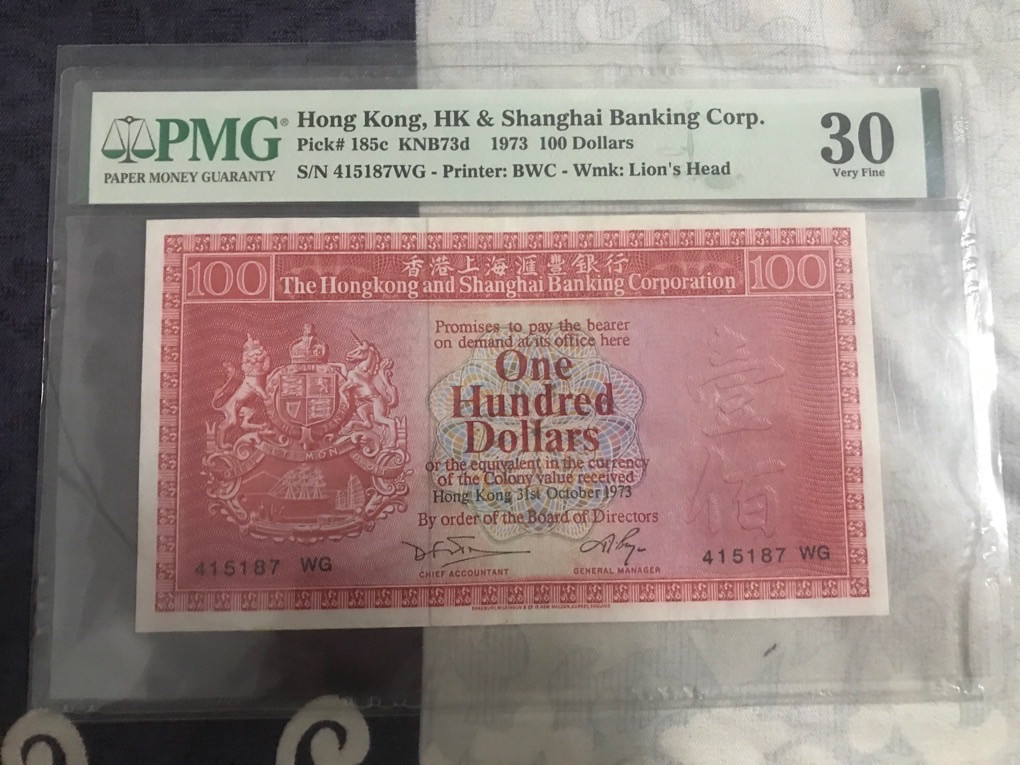 PMG®
PAPER MONEY GUARANTY
Hong Kong, HK & Shanghai Banking Corp.
Pick# 185c KNB73d 1973 100 Dollars
S/N 415187WG - Printer: BWC - Wmk: Lion's Head
30
Very Fine
100
香港上海滙豐銀行
The Hongkong and Shanghai Banking Corporation
100
Promises to pay the bearer
on demand at its office here
One
Hundred
Dollars
or the equivalent in the currency
of the Colony value received
Hong Kong 31st October 1973
By order of the Board of Directors
壹
佰
415187 WG
CHIEF ACCOUNTANT
GENERAL MANAGER
415187 WG